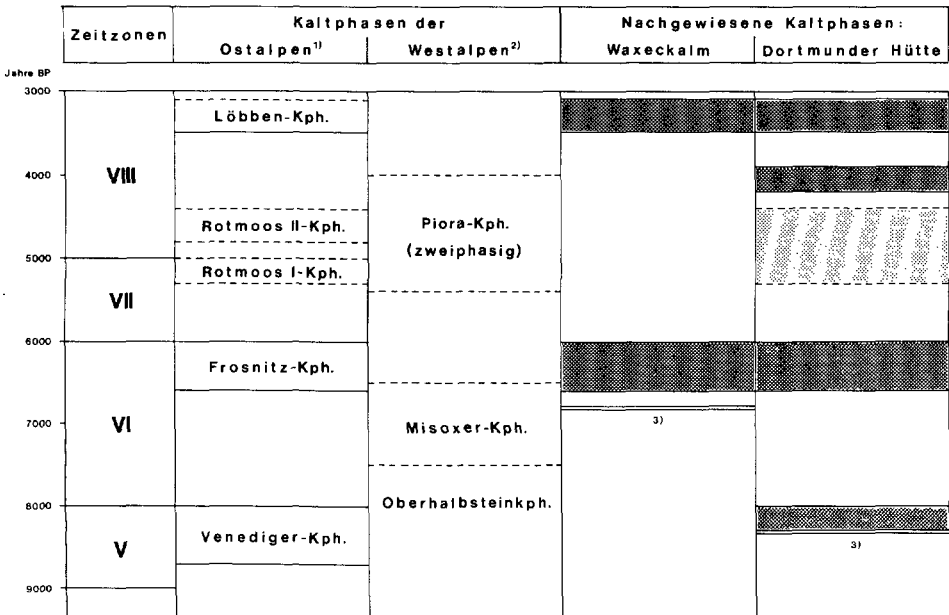 Zeitzonen
Kaltphasen der
Ostalpen1)
Westalpen2)
Nachgewiesene Kaltphasen:
Waxeckalm
Dortmunder Hütte
Jahre BP
3000
4000
5000
6000
7000
8000
9000
VIII
VII
VI
V
Löbben-Kph.
Rotmoos II-Kph.
Rotmoos I-Kph.
Frosnitz-Kph.
Venediger-Kph.
Piora-Kph.
(zweiphasig)
Misoxer-Kph.
Oberhalbsteinkph.
3)
3)